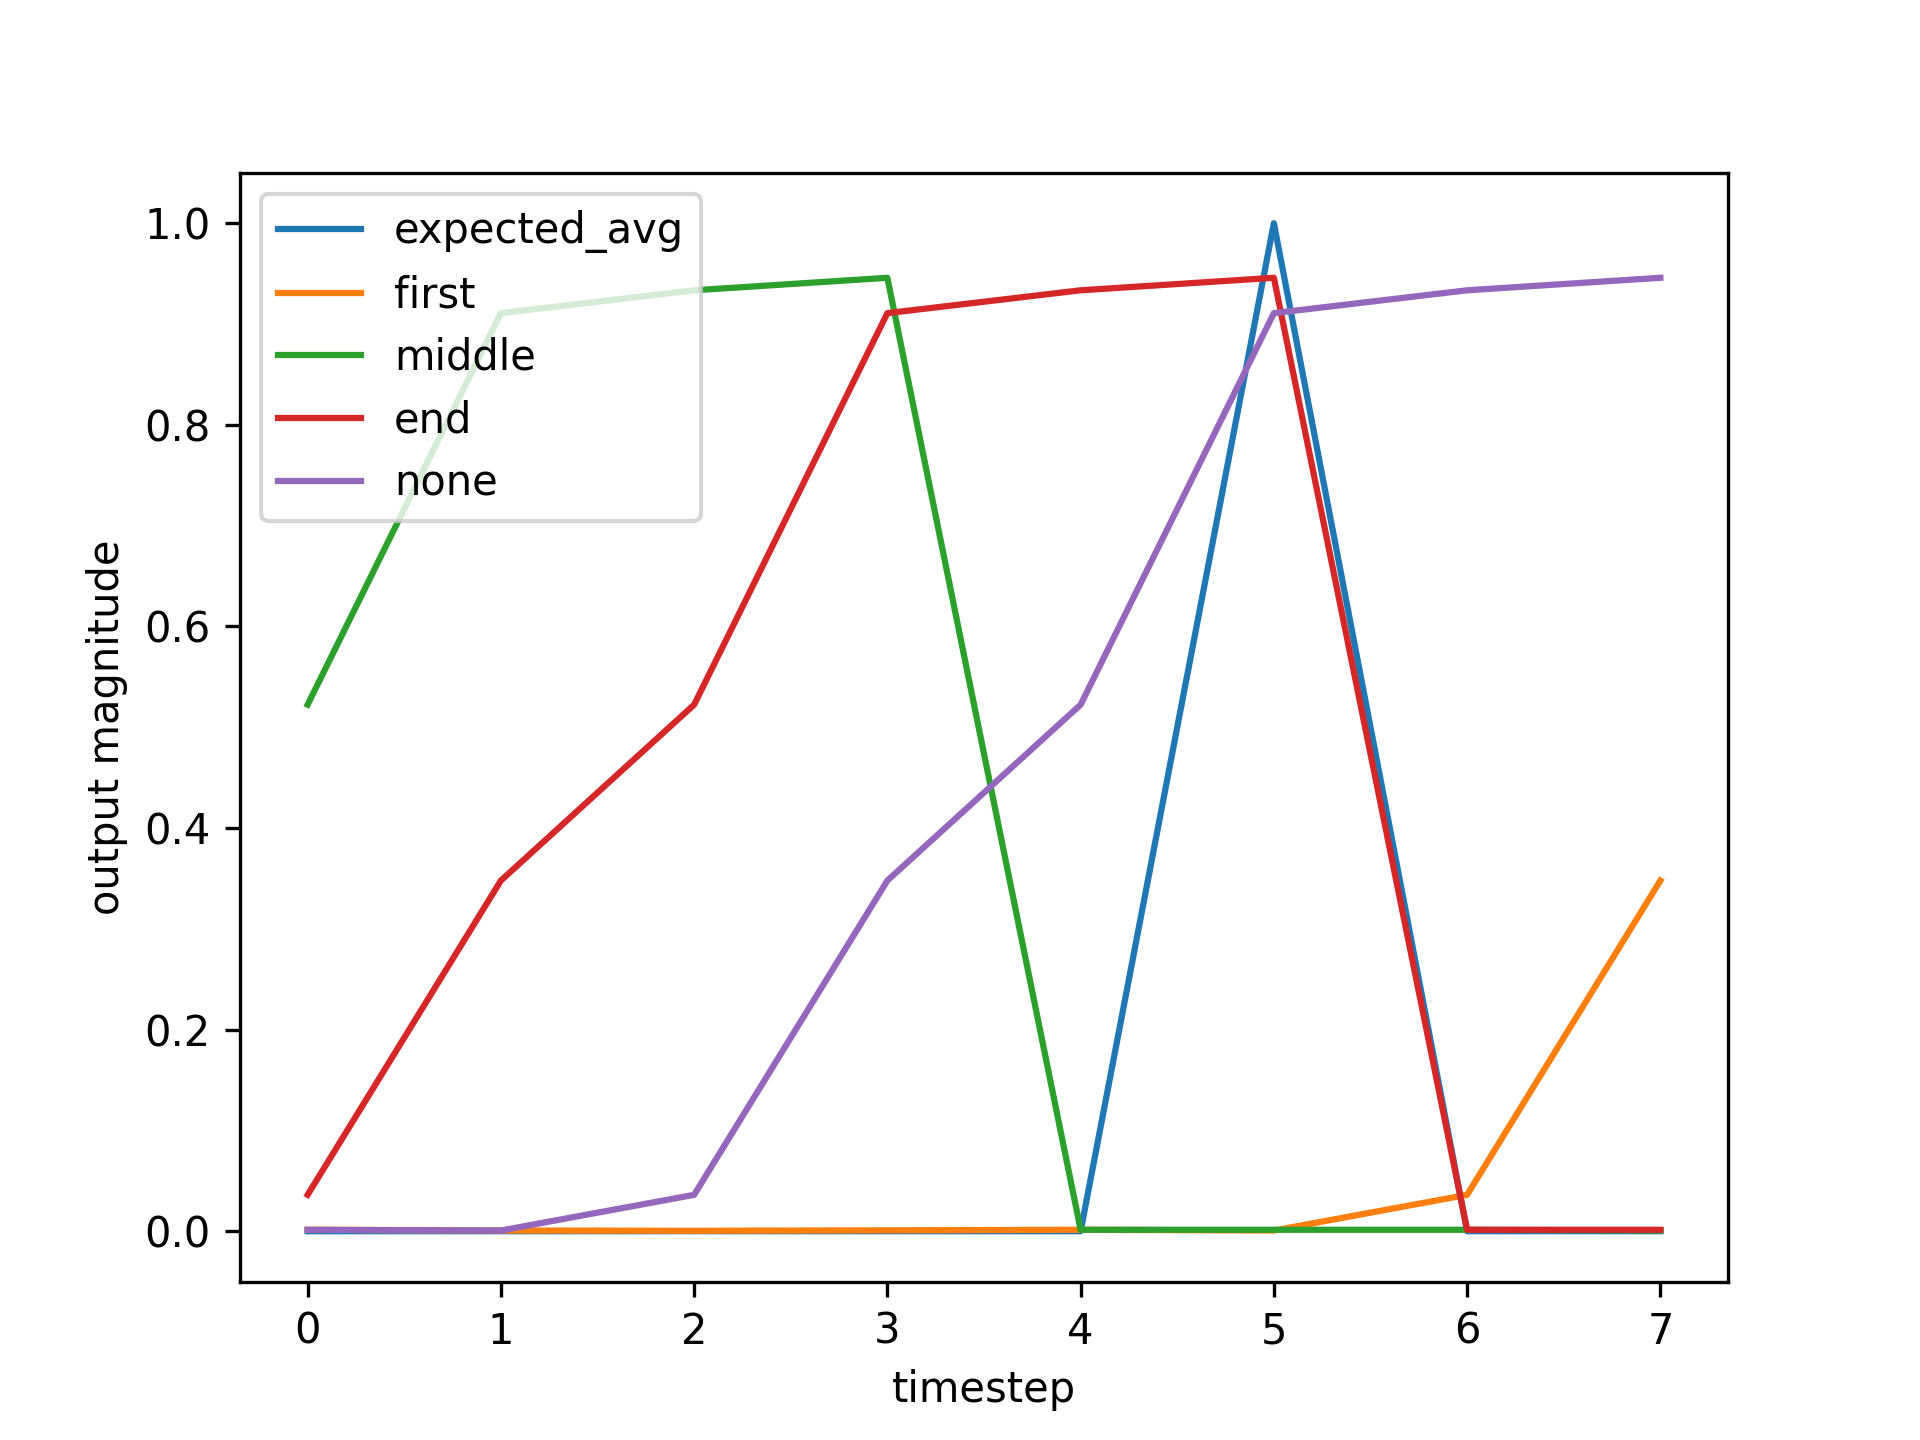 expected_avg
first
middle
end
none
1.0
0.8
0.6
0.4
0.2
0.0
output magnitude
0 1 2 3 4 5 6 7
timestep